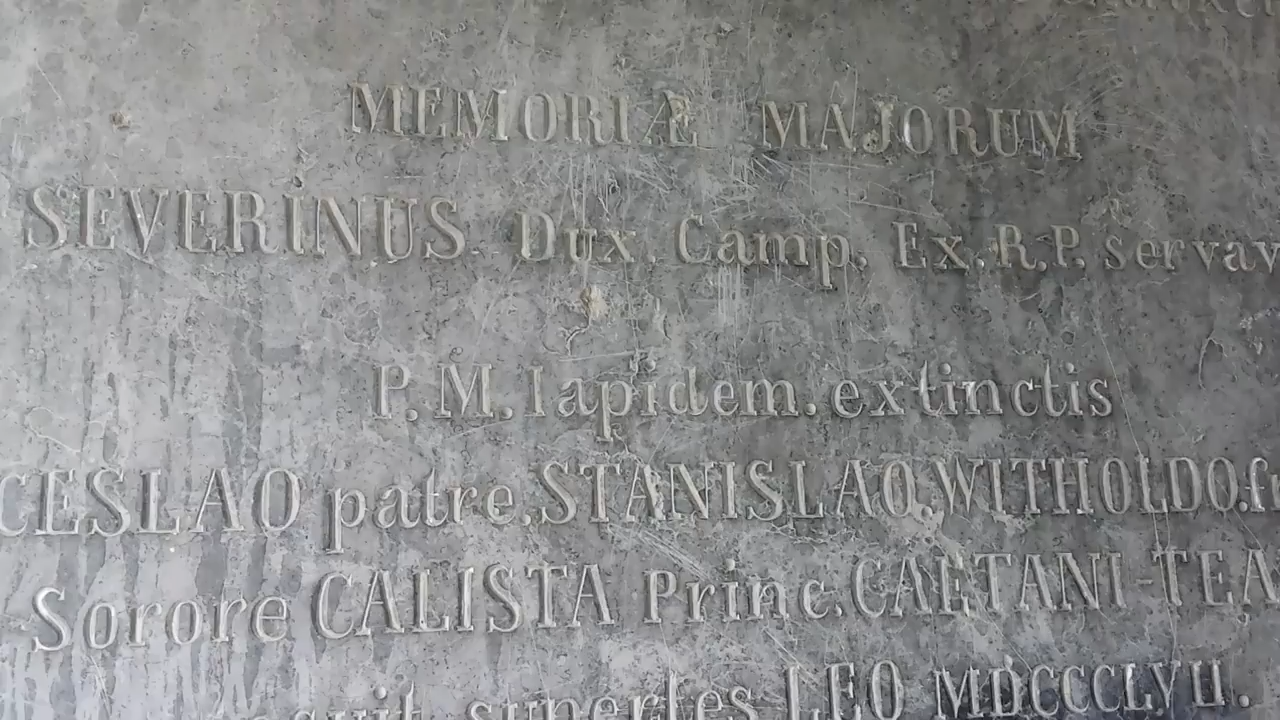 MEMORIÆ MAJORUM
SEVERINUS Dux. Camp. Ex. R.P. servav
P. M. lapidem. extinctis
CESLAO patre. STANISLAO. WITHOLDO. f
Sorore CALISTA Princ. CAETANI-TEA
superstes LEO MDCCCLVII.